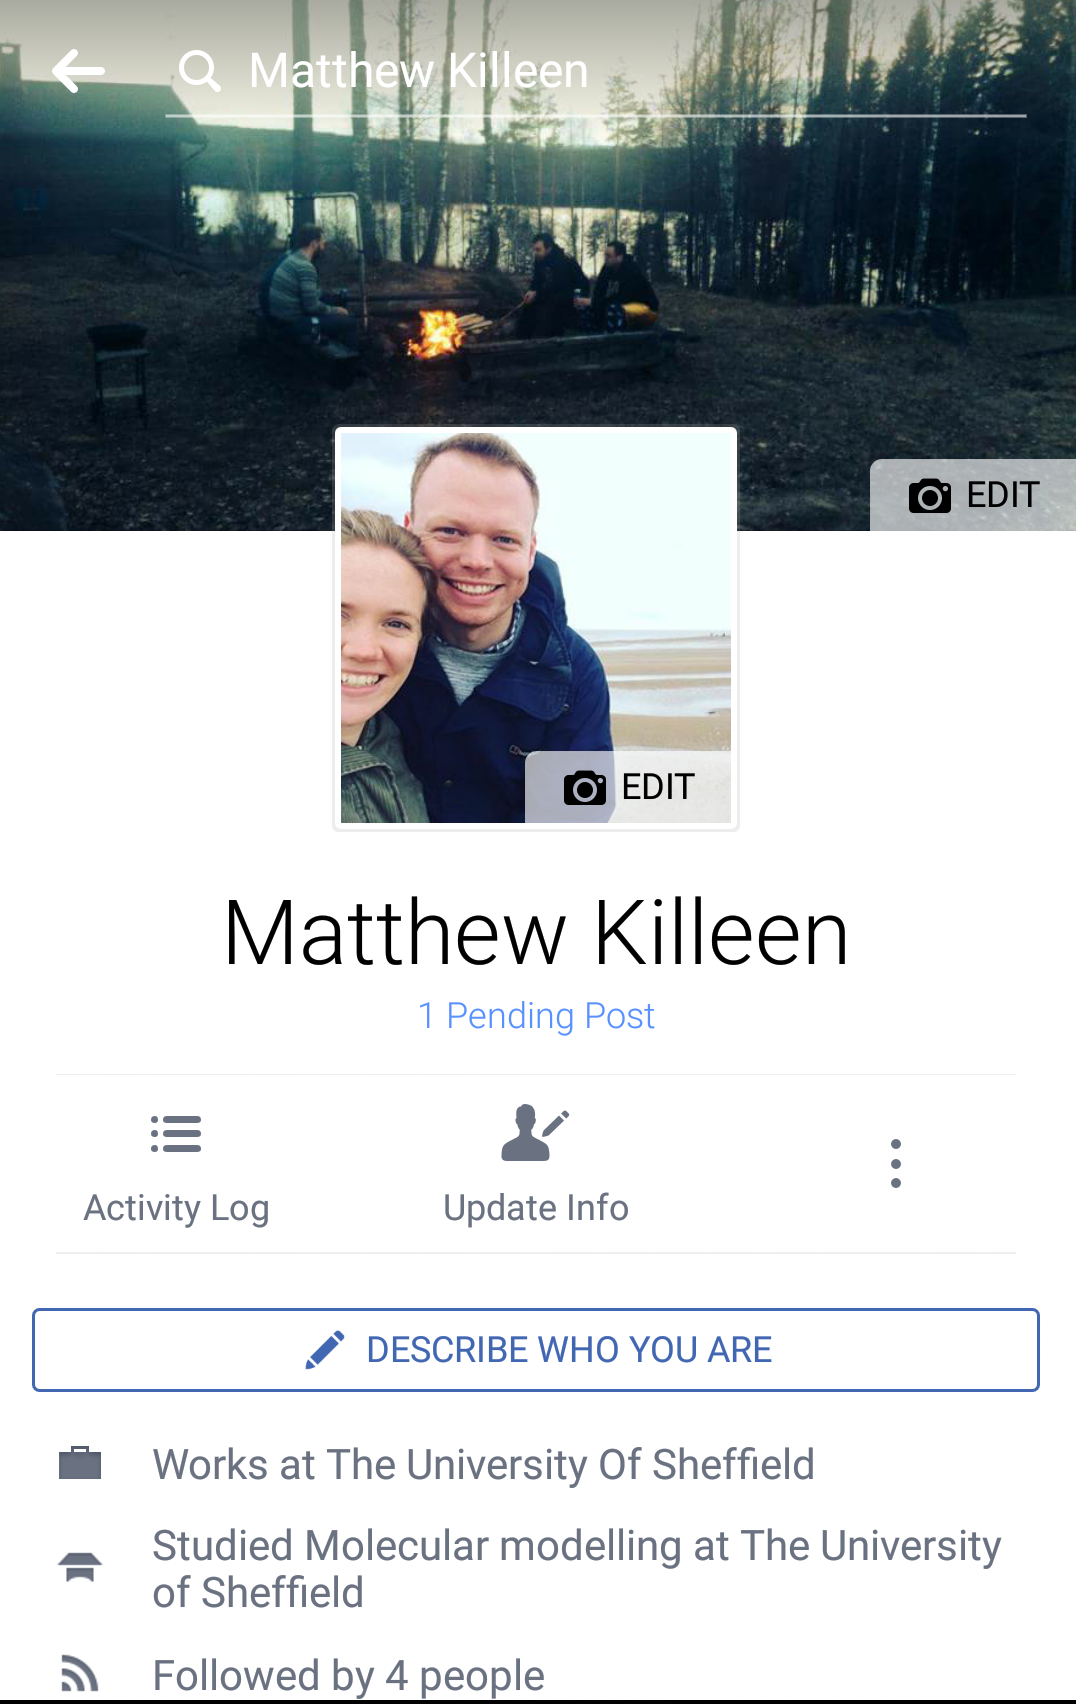 Matthew Killeen
EDIT
EDIT
Matthew Killeen
1 Pending Post
Activity Log
Update Info
DESCRIBE WHO YOU ARE
Works at The University Of Sheffield
Studied Molecular modelling at The University
of Sheffield
Followed by 4 people